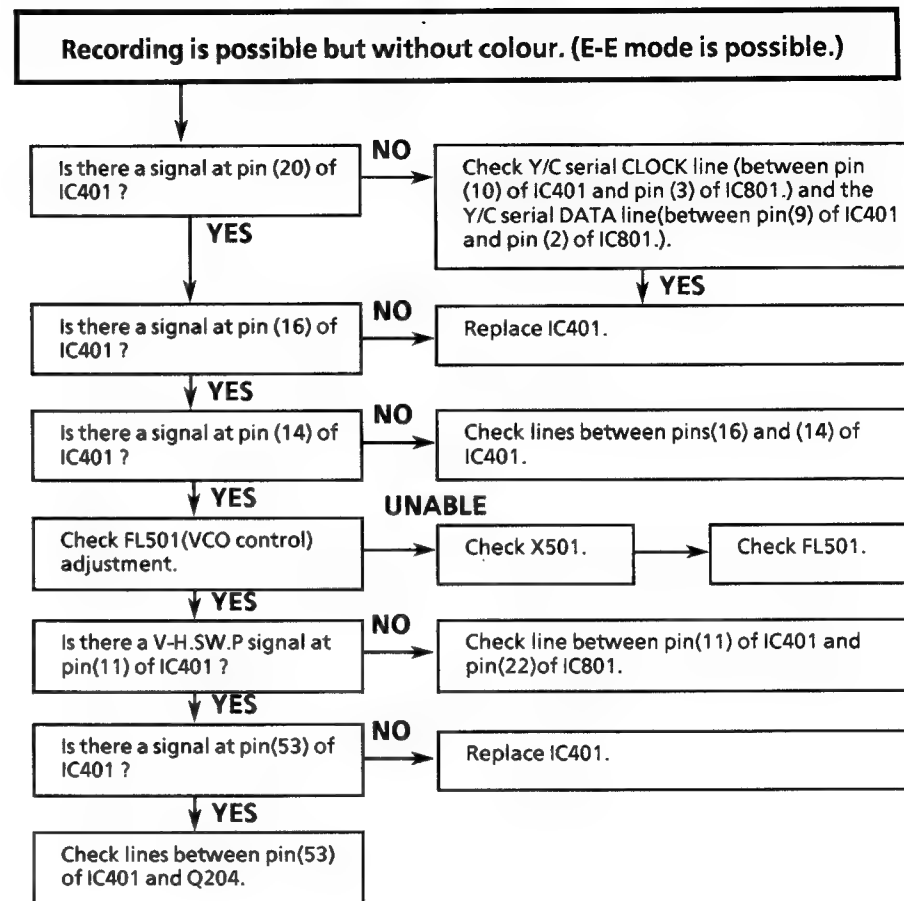 Recording is possible but without colour. (E-E mode is possible.)
Is there a signal at pin (20) of
IC401 ?
NO
Check Y/C serial CLOCK line (between pin
(10) of IC401 and pin (3) of IC801.) and the
Y/C serial DATA line(between pin(9) of IC401
and pin (2) of IC801.).
YES
YES
Is there a signal at pin (16) of
IC401 ?
NO
Replace IC401.
YES
Is there a signal at pin (14) of
IC401 ?
NO
Check lines between pins(16) and (14) of
IC401.
YES
UNABLE
Check FL501(VCO control)
adjustment.
Check X501.
Check FL501.
YES
Is there a V-H.SW.P signal at
pin(11) of IC401 ?
NO
Check line between pin(11) of IC401 and
pin(22)of IC801.
YES
Is there a signal at pin(53) of
IC401 ?
NO
Replace IC401.
YES
Check lines between pin(53)
of IC401 and Q204.